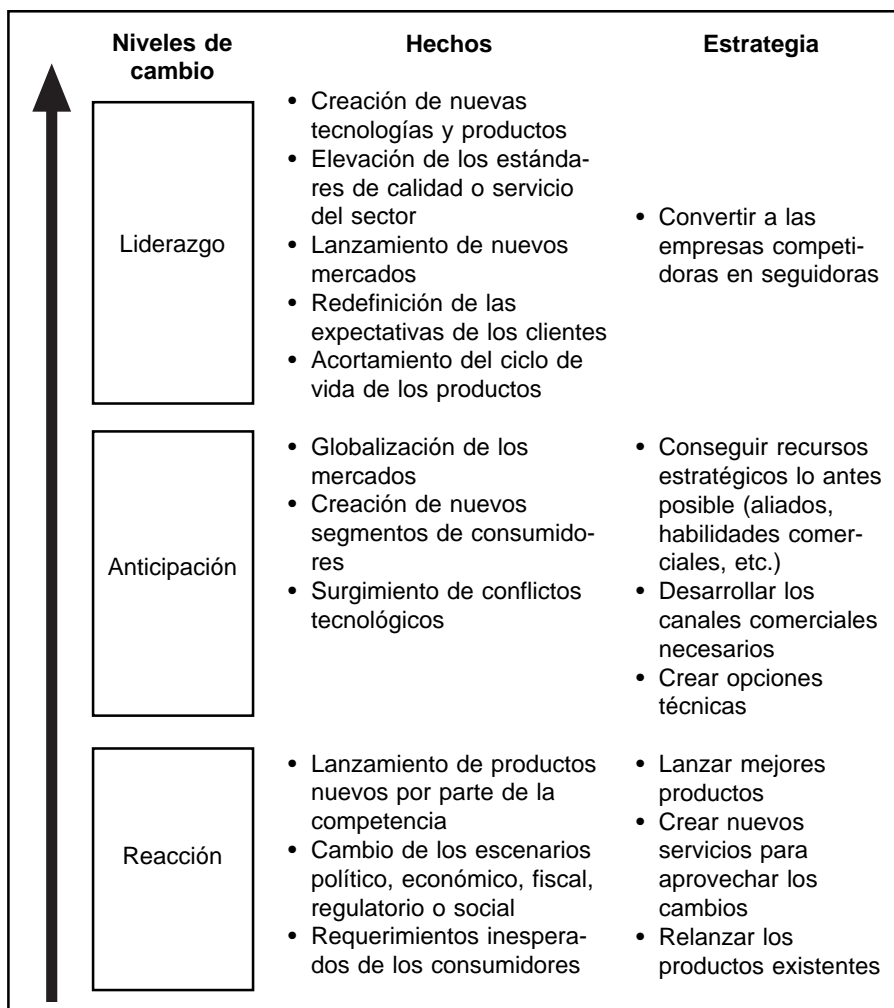 Niveles de
cambio
Hechos
Estrategia
Liderazgo
• Creación de nuevas
tecnologías y productos
• Elevación de los estánda-
res de calidad o servicio
del sector
• Lanzamiento de nuevos
mercados
• Redefinición de las
expectativas de los clientes
• Acortamiento del ciclo de
vida de los productos
• Convertir a las
empresas competi-
doras en seguidoras
Anticipación
• Globalización de los
mercados
• Creación de nuevos
segmentos de consumido-
res
• Surgimiento de conflictos
tecnológicos
• Conseguir recursos
estratégicos lo antes
posible (aliados,
habilidades comer-
ciales, etc.)
• Desarrollar los
canales comerciales
necesarios
• Crear opciones
técnicas
Reacción
• Lanzamiento de productos
nuevos por parte de la
competencia
• Cambio de los escenarios
político, económico, fiscal,
regulatorio o social
• Requerimientos inespera-
dos de los consumidores
• Lanzar mejores
productos
• Crear nuevos
servicios para
aprovechar los
cambios
• Relanzar los
productos existentes